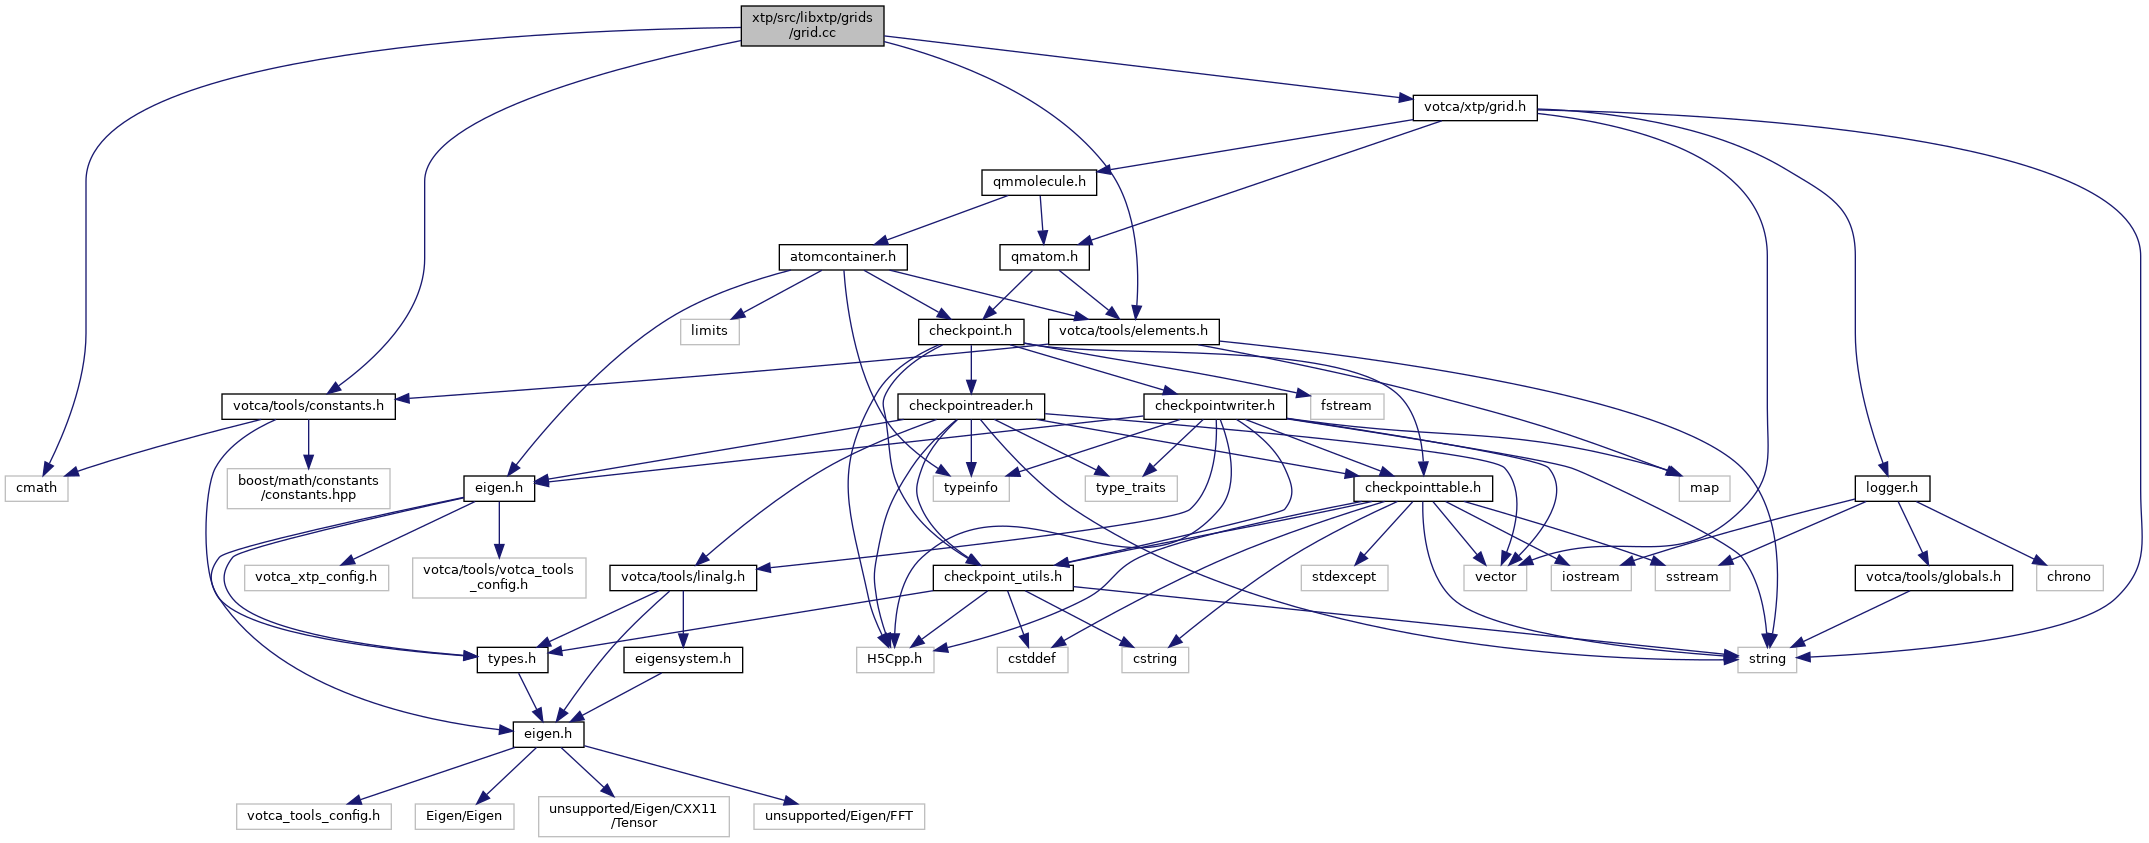 xtp/src/libxtp/grids
/grid.cc
votca/xtp/grid.h
qmmolecule.h
atomcontainer.h
qmatom.h
limits
checkpoint.h
votca/tools/elements.h
votca/tools/constants.h
checkpointreader.h
checkpointwriter.h
fstream
cmath
boost/math/constants
/constants.hpp
eigen.h
typeinfo
type_traits
checkpointtable.h
map
logger.h
votca_xtp_config.h
votca/tools/votca_tools
_config.h
votca/tools/linalg.h
checkpoint_utils.h
stdexcept
vector
iostream
sstream
votca/tools/globals.h
chrono
types.h
eigensystem.h
H5Cpp.h
cstddef
cstring
string
eigen.h
votca_tools_config.h
Eigen/Eigen
unsupported/Eigen/CXX11
/Tensor
unsupported/Eigen/FFT